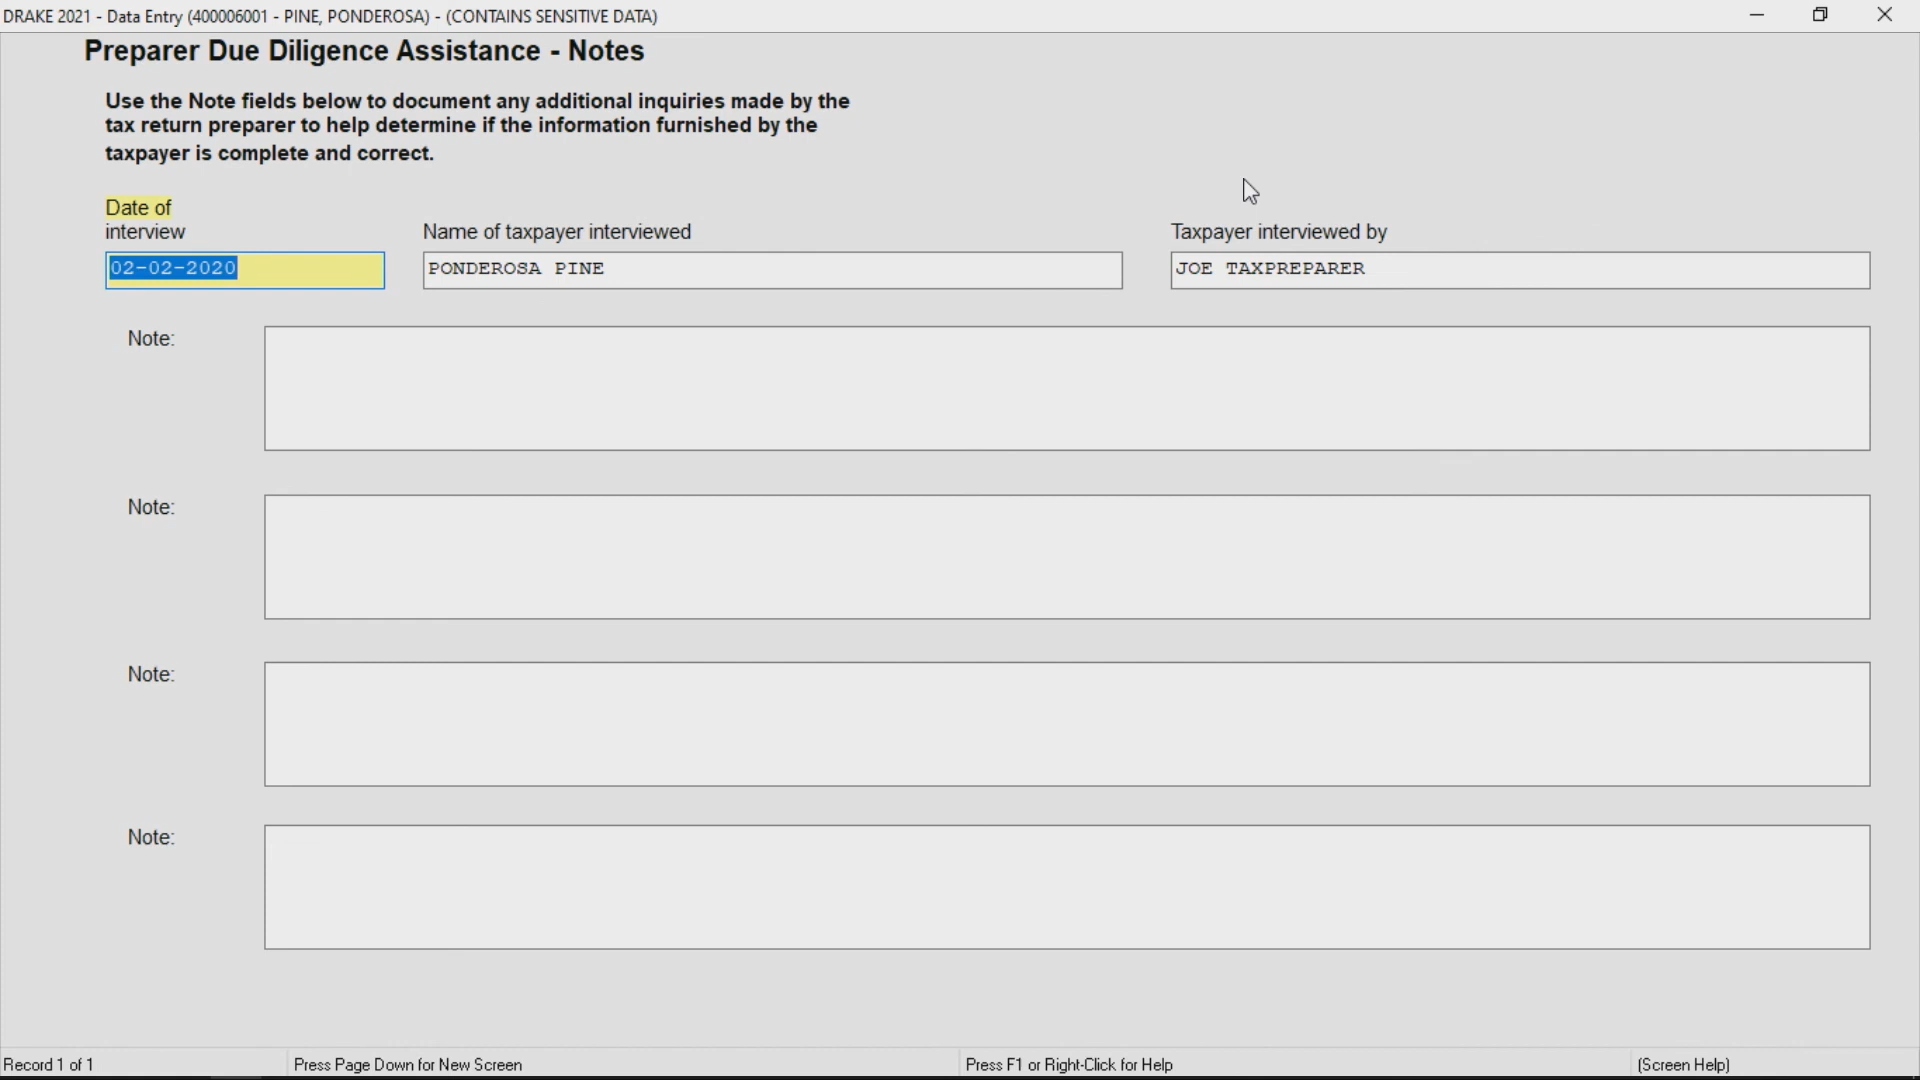 DRAKE 2021 - Data Entry (400006001 - PINE, PONDEROSA) - (CONTAINS SENSITIVE DATA)
Preparer Due Diligence Assistance - Notes
Use the Note fields below to document any additional inquiries made by the
tax return preparer to help determine if the information furnished by the
taxpayer is complete and correct.
Date of
interview
Name of taxpayer interviewed
Taxpayer interviewed by
02-02-2020
PONDEROSA PINE
JOE TAXPREPARER
Note:
Note:
Note:
Note:
Record 1 of 1
Press Page Down for New Screen
Press F1 or Right-Click for Help
(Screen Help)